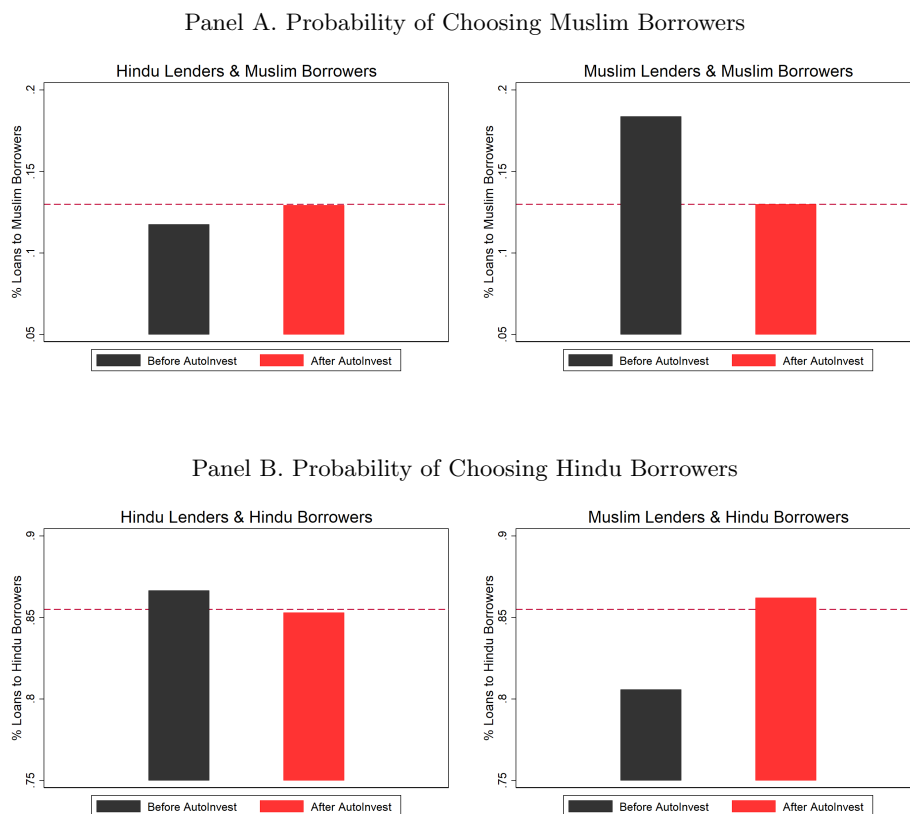 Panel A. Probability of Choosing Muslim Borrowers
Hindu Lenders & Muslim Borrowers
% Loans to Muslim Borrowers
.2
.15
.1
.05
Before AutoInvest After AutoInvest
Muslim Lenders & Muslim Borrowers
% Loans to Muslim Borrowers
.2
.15
.1
.05
Before AutoInvest After AutoInvest
Panel B. Probability of Choosing Hindu Borrowers
Hindu Lenders & Hindu Borrowers
% Loans to Hindu Borrowers
.9
.85
.8
.75
Before AutoInvest After AutoInvest
Muslim Lenders & Hindu Borrowers
% Loans to Hindu Borrowers
.9
.85
.8
.75
Before AutoInvest After AutoInvest